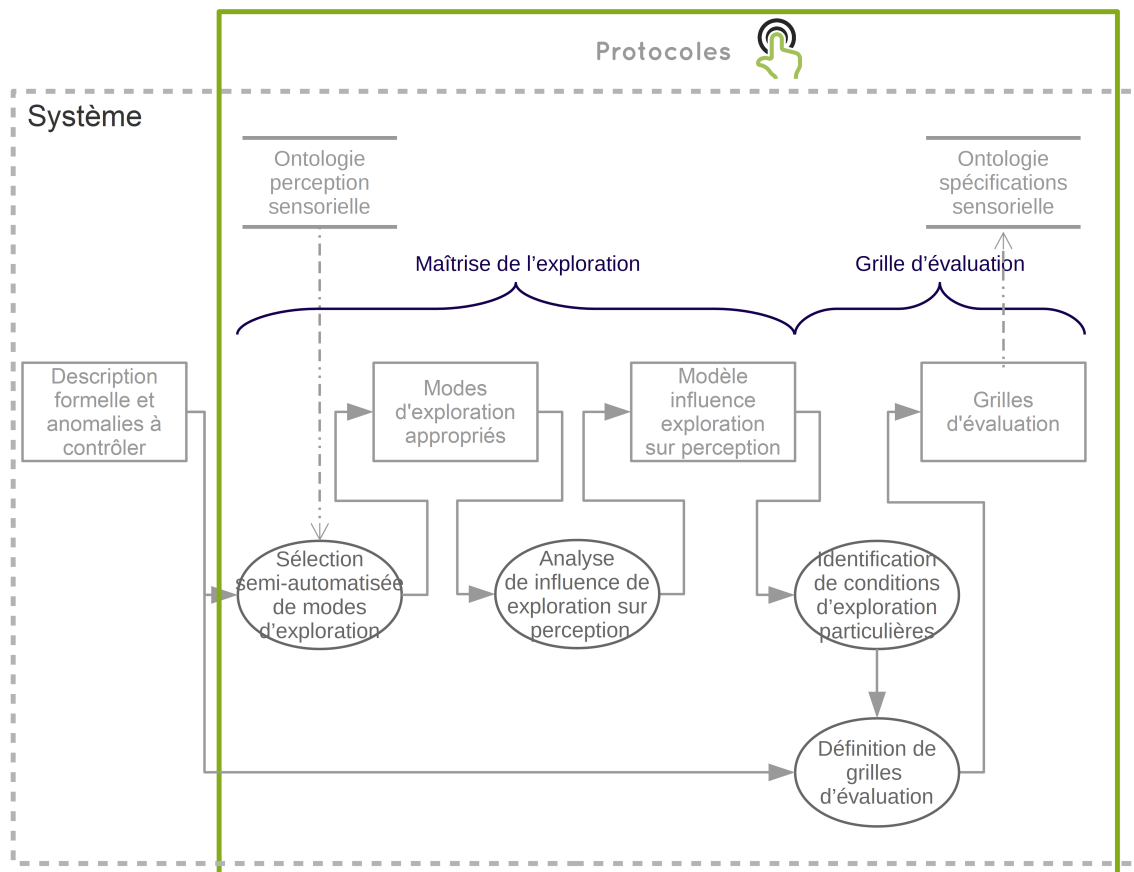 Protocoles
Système
Ontologie
perception
sensorielle
Ontologie
spécifications
sensorielle
Maîtrise de l’exploration
Grille d’évaluation
Description
formelle et
anomalies à
contrôler
Modes
d'exploration
appropriés
Modèle
influence
exploration
sur perception
Grilles
d'évaluation
Sélection
semi-automatisée
de modes
d’exploration
Analyse
de influence de
exploration sur
perception
Identification
de conditions
d’exploration
particulières
Définition de
grilles
d’évaluation